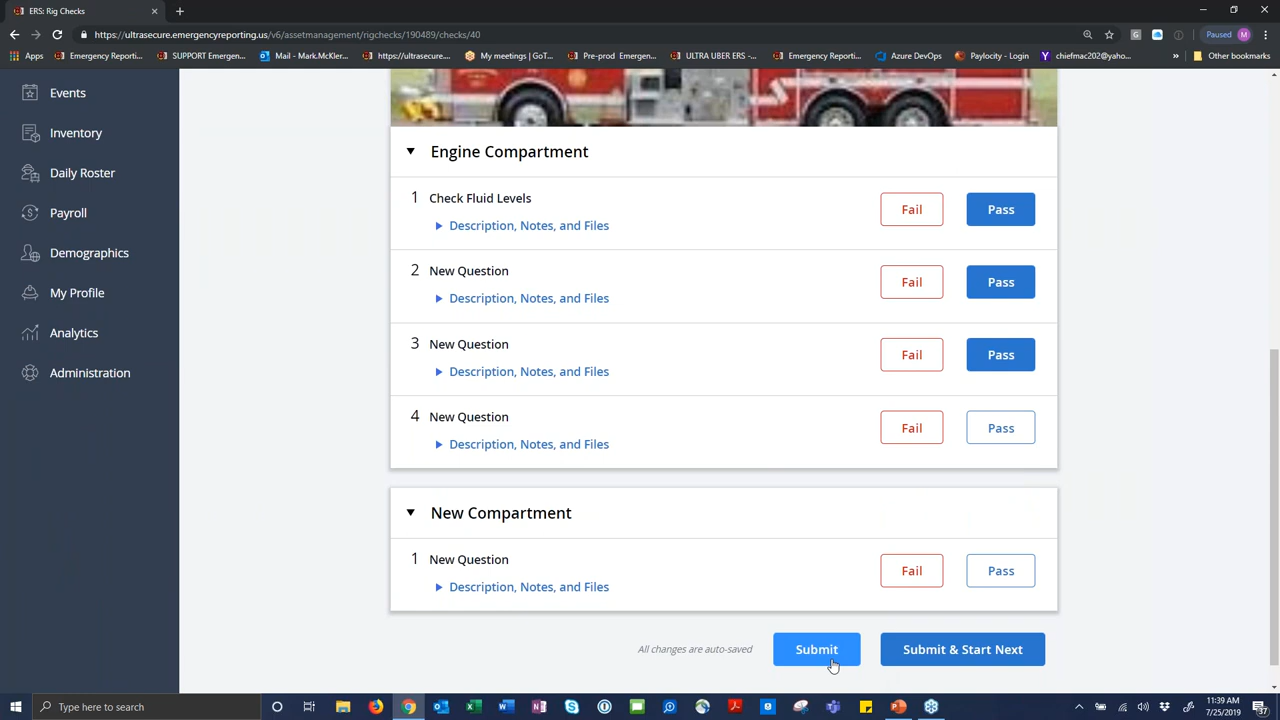 ERS: Rig Checks
https://ultrasecure.emergencyreporting.us/v6/assetmanagement/rigchecks/190489/checks/40
Paused
M
Apps
Emergency Reporti...
SUPPORT Emergen...
Mail - Mark.McKler...
https://ultrasecure....
My meetings | GoT...
Pre-prod Emergen...
ULTRA UBER ERS -...
Emergency Reporti...
Azure DevOps
Paylocity - Login
chiefmac202@yaho...
»
Other bookmarks
Events
Inventory
Daily Roster
Payroll
Demographics
My Profile
Analytics
Administration
Engine Compartment
1 Check Fluid Levels Fail Pass
Description, Notes, and Files
2 New Question Fail Pass
Description, Notes, and Files
3 New Question Fail Pass
Description, Notes, and Files
4 New Question Fail Pass
Description, Notes, and Files
New Compartment
1 New Question Fail Pass
Description, Notes, and Files
All changes are auto-saved Submit Submit & Start Next
Type here to search
11:39 AM
7/25/2019